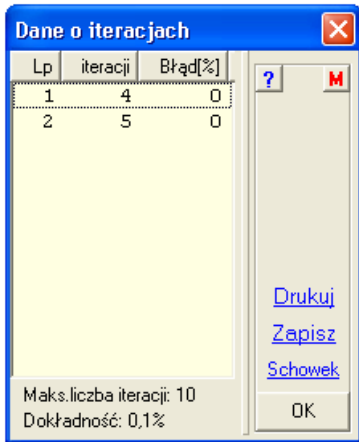 Dane o iteracjach
Lp iteracji Błąd[%]
1 4 0
2 5 0
? M
Drukuj
Zapisz
Schowek
OK
Maks.liczba iteracji: 10
Dokładność: 0,1%